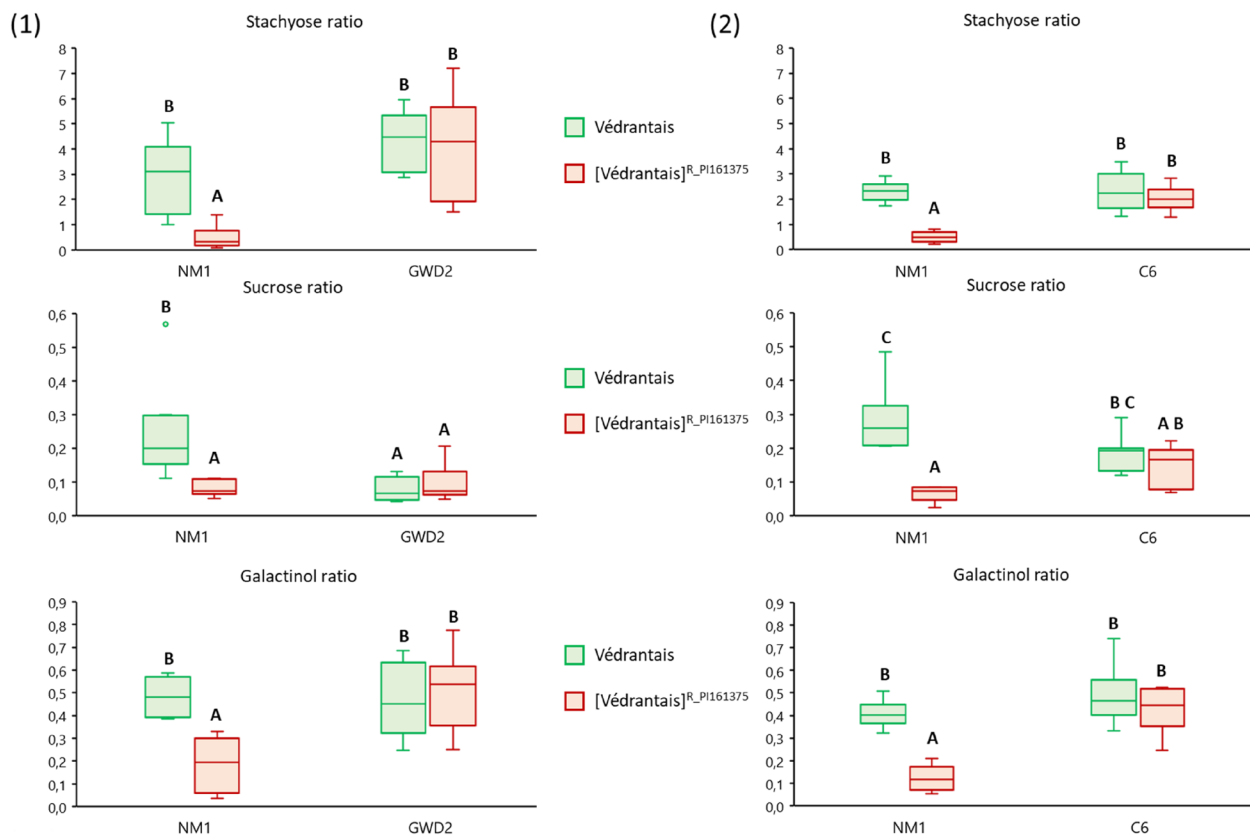 (1)
Stachyose ratio
8
7
6
5
4
3
2
1
0
B
A
B
B
NM1
GWD2
Védrantais
[Védrantais]R_PI161375
Sucrose ratio
0,6
0,5
0,4
0,3
0,2
0,1
0,0
B
A
A
A
NM1
GWD2
Védrantais
[Védrantais]R_PI161375
Galactinol ratio
0,9
0,8
0,7
0,6
0,5
0,4
0,3
0,2
0,1
0,0
B
A
B
B
NM1
GWD2
Védrantais
[Védrantais]R_PI161375
(2)
Stachyose ratio
8
7
6
5
4
3
2
1
0
B
A
B
B
NM1
C6
Sucrose ratio
0,6
0,5
0,4
0,3
0,2
0,1
0,0
C
A
B C
A B
NM1
C6
Galactinol ratio
0,9
0,8
0,7
0,6
0,5
0,4
0,3
0,2
0,1
0,0
B
A
B
B
NM1
C6